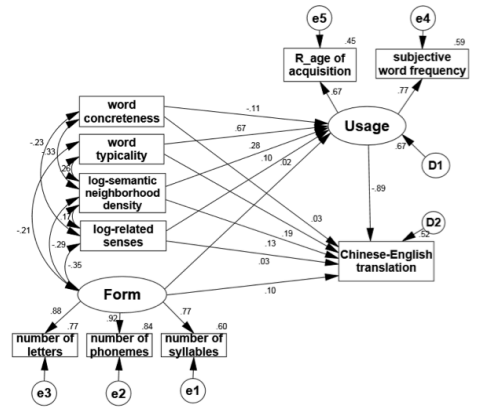 e5
e4
.45
.59
R_age of
acquisition
subjective
word frequency
.67
.77
word
concreteness
-.11
Usage
.67
word
typicality
.67
-.23
-.33
.28
.10
.02
D1
.26
log-semantic
neighborhood
density
-.89
.17
log-related
senses
.03
D2
-.21
.19
.52
-.29
.13
Chinese-English
translation
-.35
.03
Form
.10
.88
.92
.77
.77
.84
.60
number of
letters
number of
phonemes
number of
syllables
e3
e2
e1